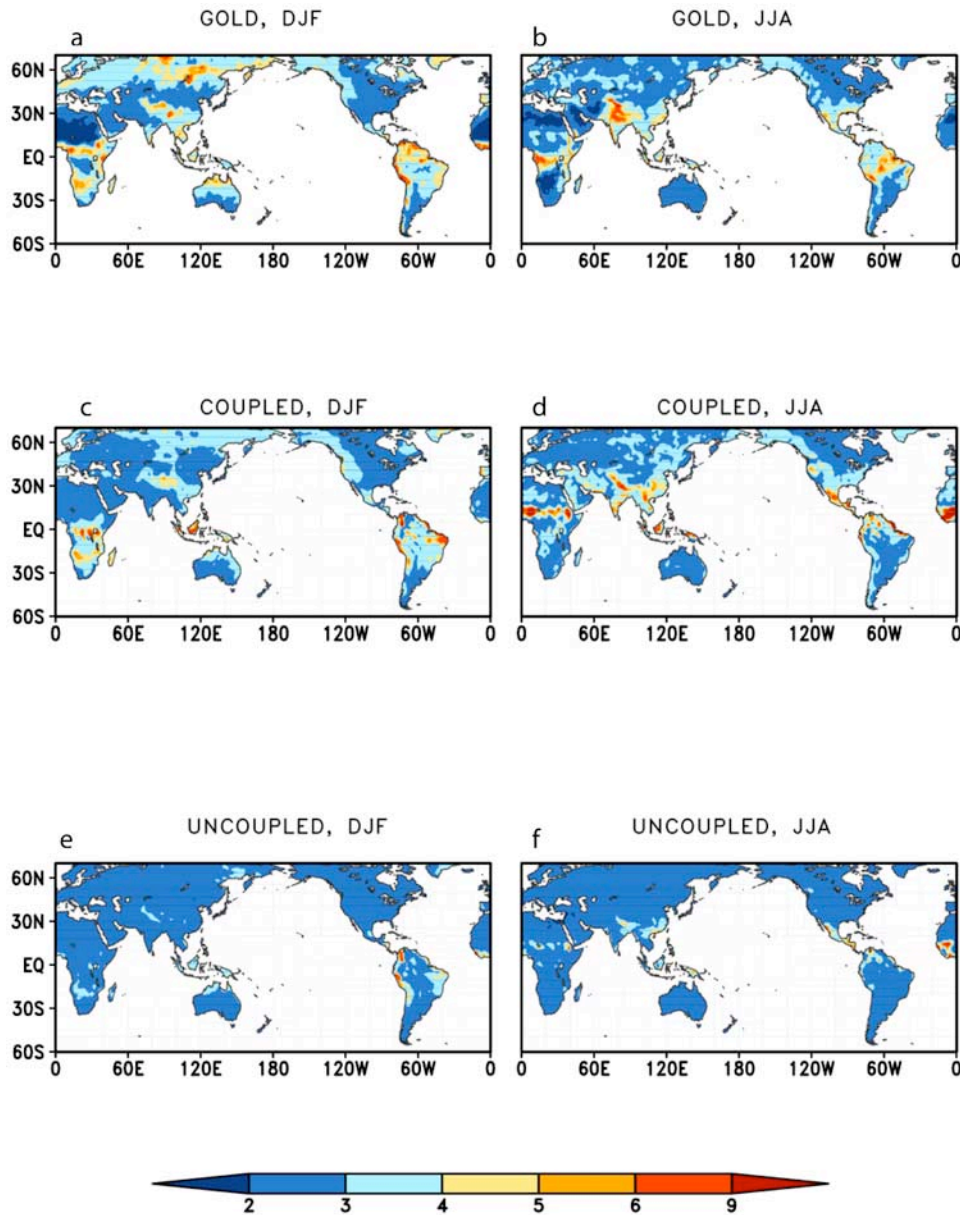 a GOLD, DJF
b GOLD, JJA
60N
30N
EQ
30S
60S
0 60E 120E 180 120W 60W 0
0 60E 120E 180 120W 60W 0
c COUPLED, DJF
d COUPLED, JJA
60N
30N
EQ
30S
60S
0 60E 120E 180 120W 60W 0
0 60E 120E 180 120W 60W 0
e UNCOUPLED, DJF
f UNCOUPLED, JJA
60N
30N
EQ
30S
60S
0 60E 120E 180 120W 60W 0
0 60E 120E 180 120W 60W 0
2 3 4 5 6 9